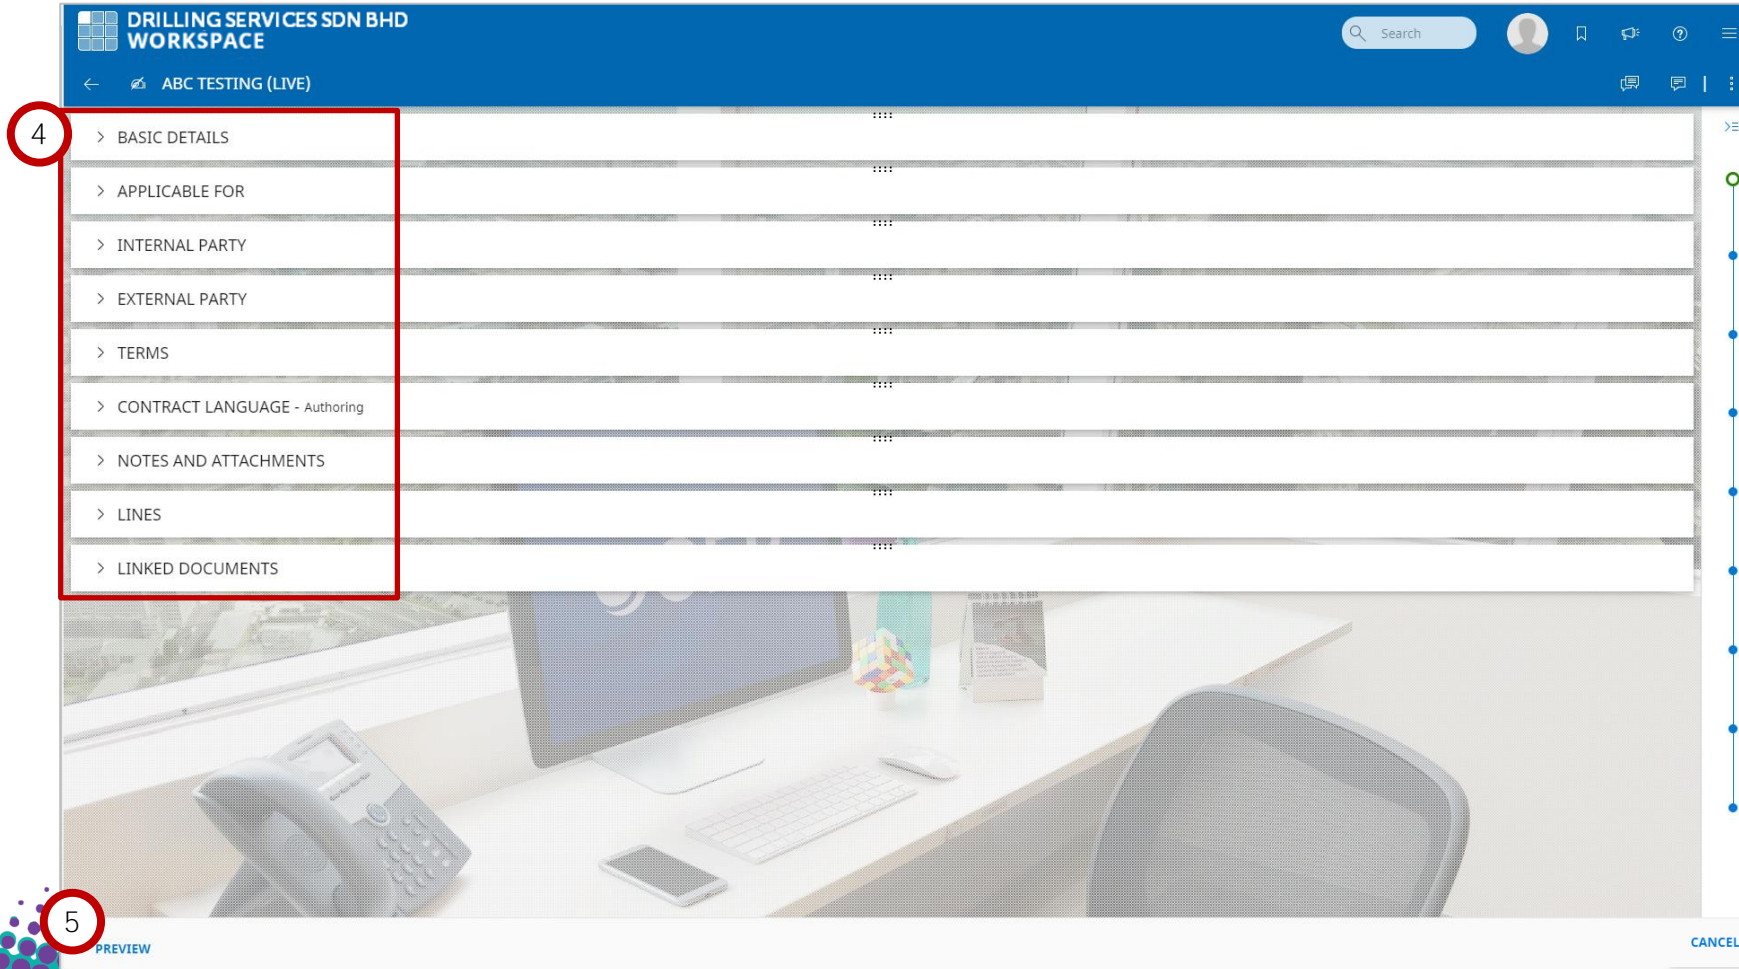 DRILLING SERVICES SDN BHD
WORKSPACE
Search
ABC TESTING (LIVE)
4
BASIC DETAILS
APPLICABLE FOR
INTERNAL PARTY
EXTERNAL PARTY
TERMS
CONTRACT LANGUAGE - Authoring
NOTES AND ATTACHMENTS
LINES
LINKED DOCUMENTS
5
PREVIEW
CANCEL